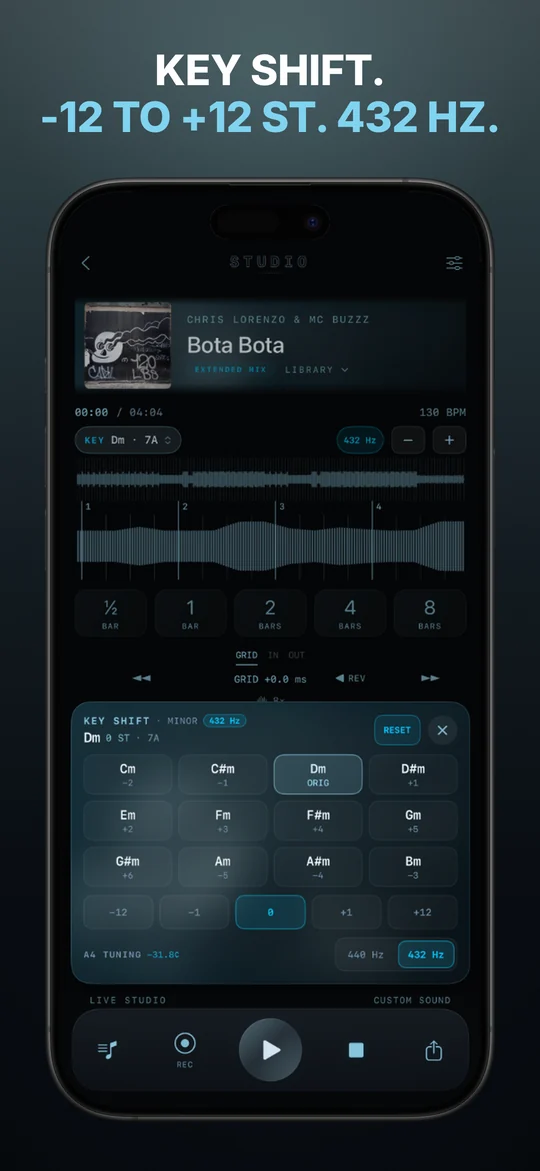 KEY SHIFT.
-12 TO +12 ST. 432 HZ.
STUDIO
CHRIS LORENZO & MC BUZZZ
Bota Bota
EXTENDED MIX LIBRARY
00:00 / 04:04 130 BPM
KEY Dm · 7A 432 Hz − +
1 2 3 4
½ 1 2 4 8
BAR BAR BARS BARS BARS
GRID IN OUT
GRID +0.0 ms REV
KEY SHIFT · MINOR 432 Hz
Dm 0 ST · 7A RESET
Cm C#m Dm D#m
−2 −1 ORIG +1
Em Fm F#m Gm
+2 +3 +4 +5
G#m Am A#m Bm
+6 −5 −4 −3
−12 −1 0 +1 +12
A4 TUNING −31.8¢ 440 Hz 432 Hz
LIVE STUDIO CUSTOM SOUND
REC